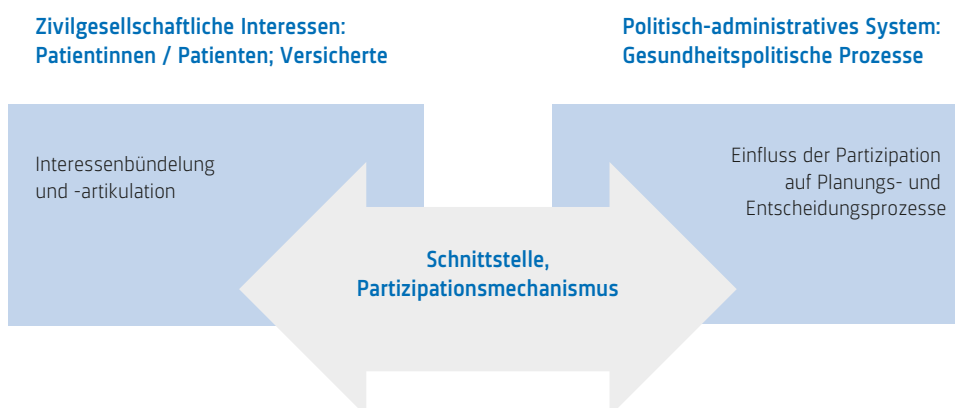 Zivilgesellschaftliche Interessen:
Patientinnen / Patienten; Versicherte
Politisch-administratives System:
Gesundheitspolitische Prozesse
Interessenbündelung
und -artikulation
Einfluss der Partizipation
auf Planungs- und
Entscheidungsprozesse
Schnittstelle,
Partizipationsmechanismus